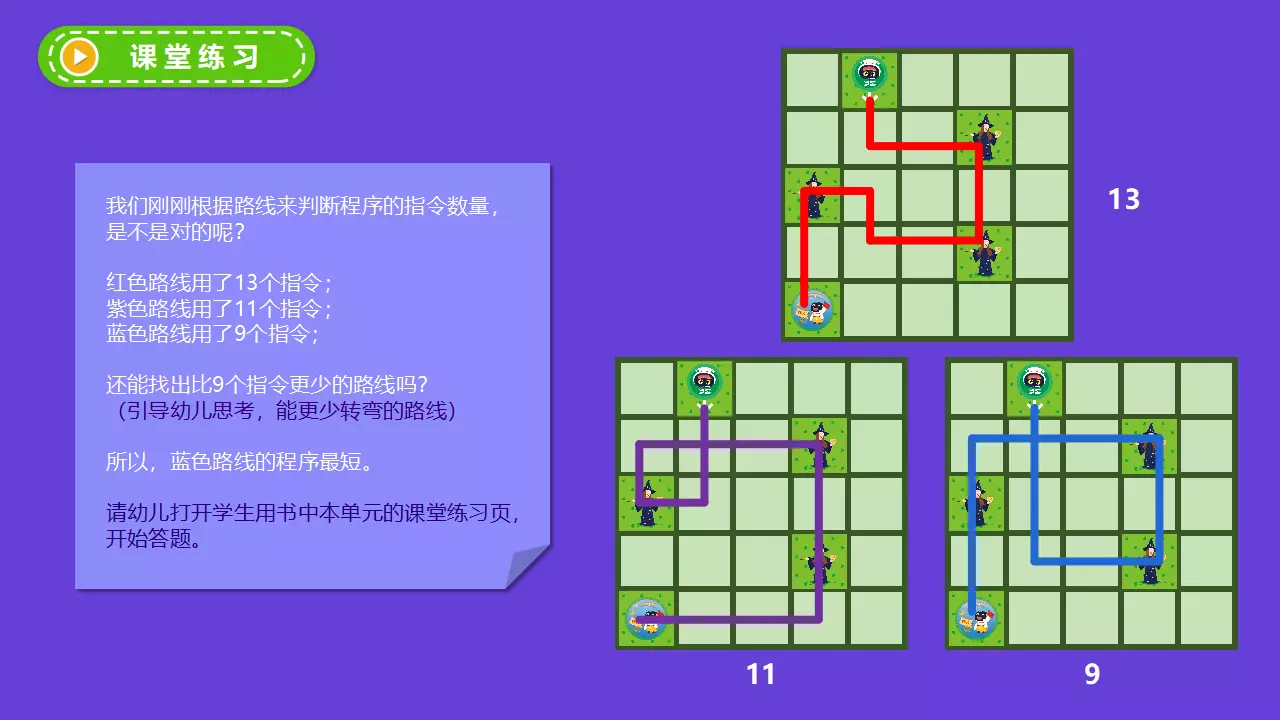 课堂练习
我们刚刚根据路线来判断程序的指令数量，
是不是对的呢？
红色路线用了13个指令；
紫色路线用了11个指令；
蓝色路线用了9个指令；
还能找出比9个指令更少的路线吗？
（引导幼儿思考，能更少转弯的路线）
所以，蓝色路线的程序最短。
请幼儿打开学生用书中本单元的课堂练习页，
开始答题。
13
11
9